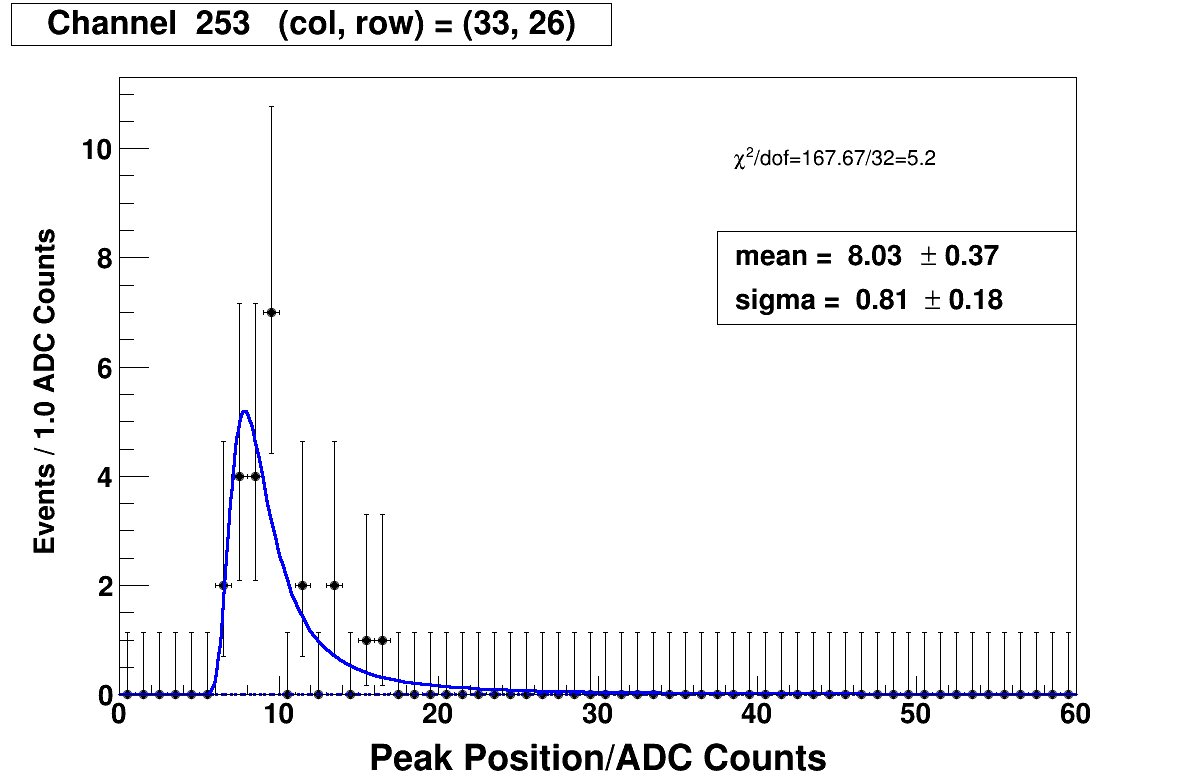 Channel  253   (col, row) = (33, 26)
χ²/dof=167.67/32=5.2
mean =  8.03  ± 0.37
sigma =  0.81  ± 0.18
Events / 1.0 ADC Counts
10
8
6
4
2
0
0 10 20 30 40 50 60
Peak Position/ADC Counts